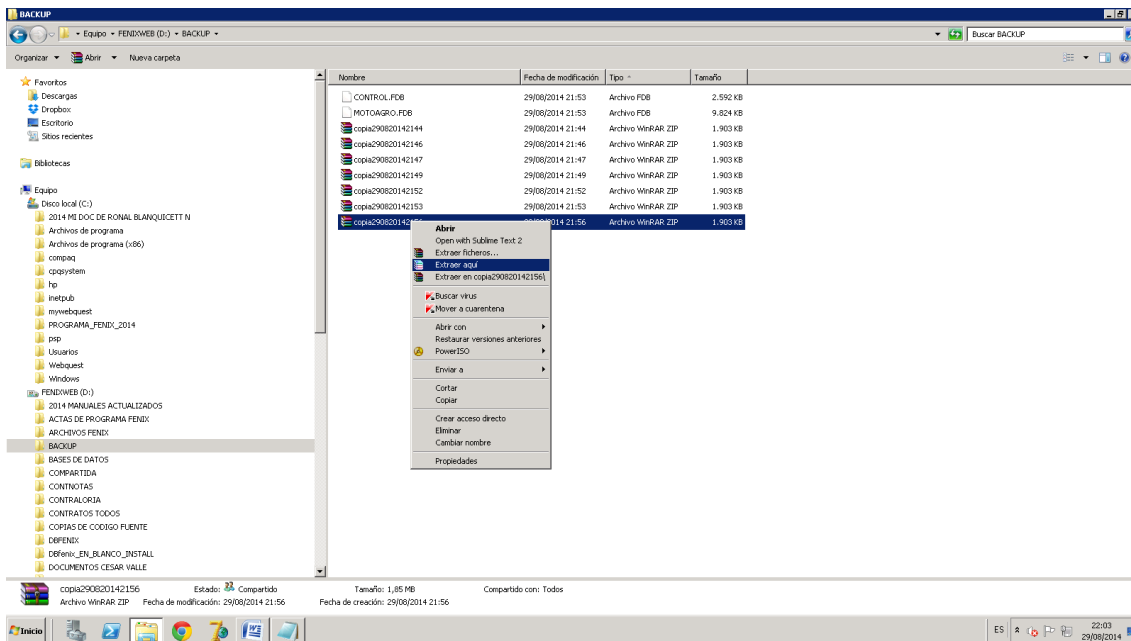 BACKUP
Equipo FENIXWEB (D:) BACKUP
Buscar BACKUP
Organizar Abrir Nueva carpeta
Favoritos
Descargas
Dropbox
Escritorio
Sitios recientes
Bibliotecas
Equipo
Disco local (C:)
2014 MI DOC DE RONAL BLANQUICETT N
Archivos de programa
Archivos de programa (x86)
compaq
cpqsystem
hp
inetpub
mywebquest
PROGRAMA_FENIX_2014
psp
Usuarios
Webquest
Windows
FENIXWEB (D:)
2014 MANUALES ACTUALIZADOS
ACTAS DE PROGRAMA FENIX
ARCHIVOS FENIX
BACKUP
BASES DE DATOS
COMPARTIDA
CONTNOTAS
CONTRALORIA
CONTRATOS TODOS
COPIAS DE CODIGO FUENTE
DBFENIX
DBfenix_EN_BLANCO_INSTALL
DOCUMENTOS CESAR VALLE
Nombre Fecha de modificación Tipo Tamaño
CONTROL.FDB 29/08/2014 21:53 Archivo FDB 2.592 KB
MOTOAGRO.FDB 29/08/2014 21:53 Archivo FDB 9.824 KB
copia290820142144 29/08/2014 21:44 Archivo WinRAR ZIP 1.903 KB
copia290820142146 29/08/2014 21:46 Archivo WinRAR ZIP 1.903 KB
copia290820142147 29/08/2014 21:47 Archivo WinRAR ZIP 1.903 KB
copia290820142149 29/08/2014 21:49 Archivo WinRAR ZIP 1.903 KB
copia290820142152 29/08/2014 21:52 Archivo WinRAR ZIP 1.903 KB
copia290820142153 29/08/2014 21:53 Archivo WinRAR ZIP 1.903 KB
21:56 Archivo WinRAR ZIP 1.903 KB
Abrir
Open with Sublime Text 2
Extraer ficheros...
Extraer aquí
Extraer en copia290820142156\
Buscar virus
Mover a cuarentena
Abrir con
Restaurar versiones anteriores
PowerISO
Enviar a
Cortar
Copiar
Crear acceso directo
Eliminar
Cambiar nombre
Propiedades
copia290820142156 Estado: Compartido Tamaño: 1,85 MB Compartido con: Todos
Archivo WinRAR ZIP Fecha de modificación: 29/08/2014 21:56 Fecha de creación: 29/08/2014 21:56
Inicio ES 22:03
29/08/2014